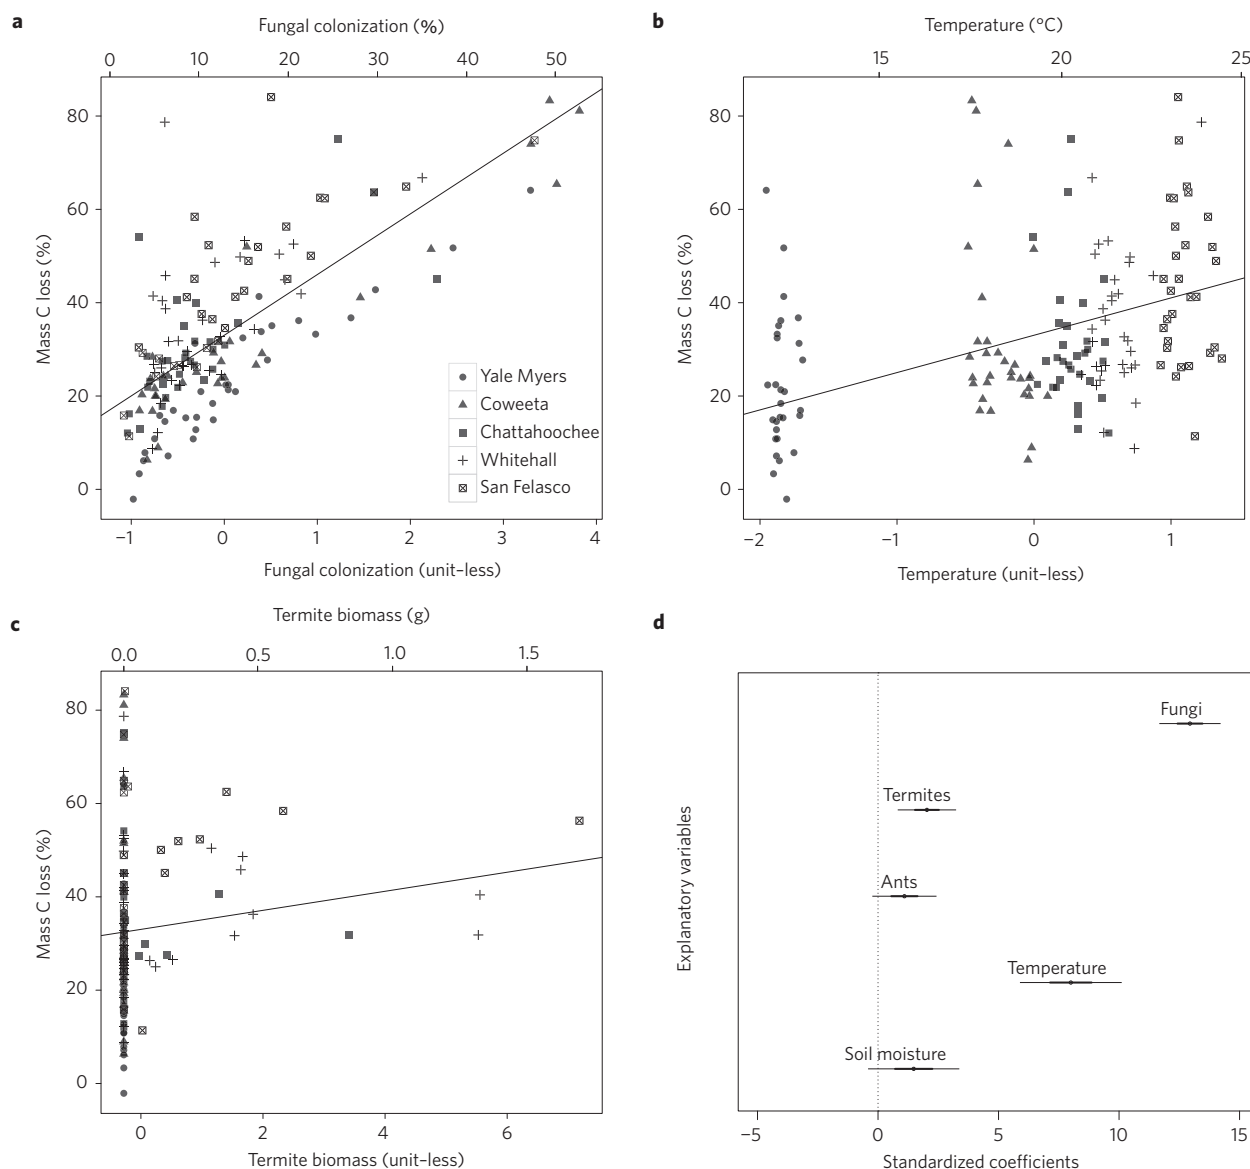 a
Fungal colonization (%)
0 10 20 30 40 50
Mass C loss (%)
80
60
40
20
0
Yale Myers
Coweeta
Chattahoochee
Whitehall
San Felasco
−1 0 1 2 3 4
Fungal colonization (unit–less)
b
Temperature (°C)
15 20 25
Mass C loss (%)
80
60
40
20
0
−2 −1 0 1
Temperature (unit–less)
c
Termite biomass (g)
0.0 0.5 1.0 1.5
Mass C loss (%)
80
60
40
20
0
0 2 4 6
Termite biomass (unit–less)
d
Explanatory variables
Fungi
Termites
Ants
Temperature
Soil moisture
−5 0 5 10 15
Standardized coefficients